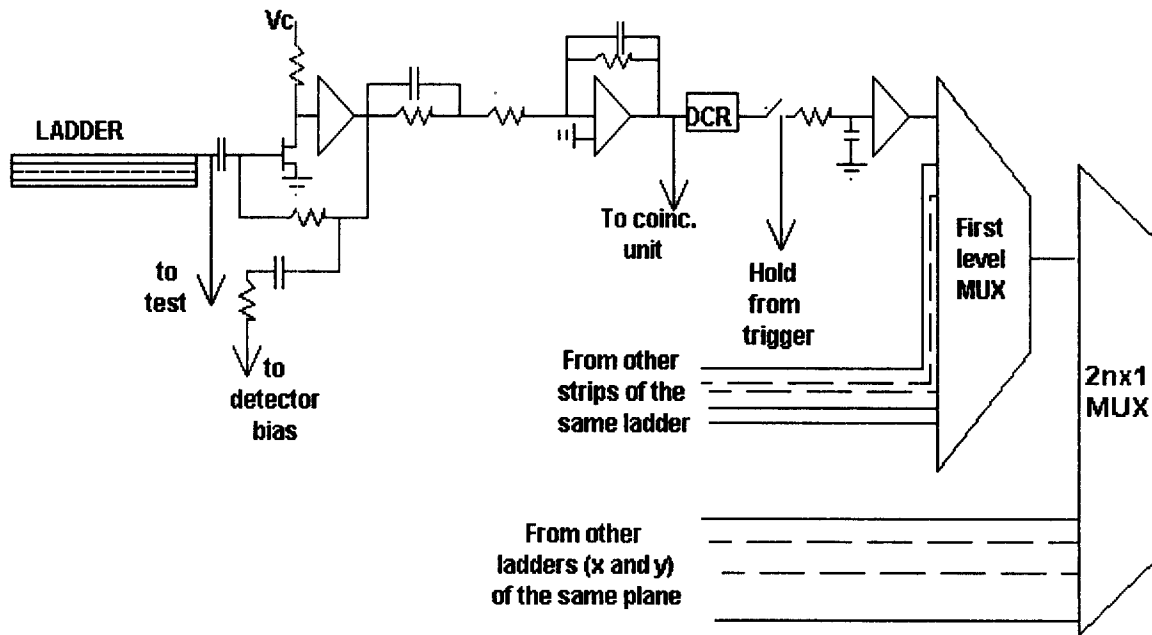 Vc
LADDER
DCR
To coinc.
unit
Hold
from
trigger
to
test
to
detector
bias
First
level
MUX
From other
strips of the
same ladder
2nx1
MUX
From other
ladders (x and y)
of the same plane